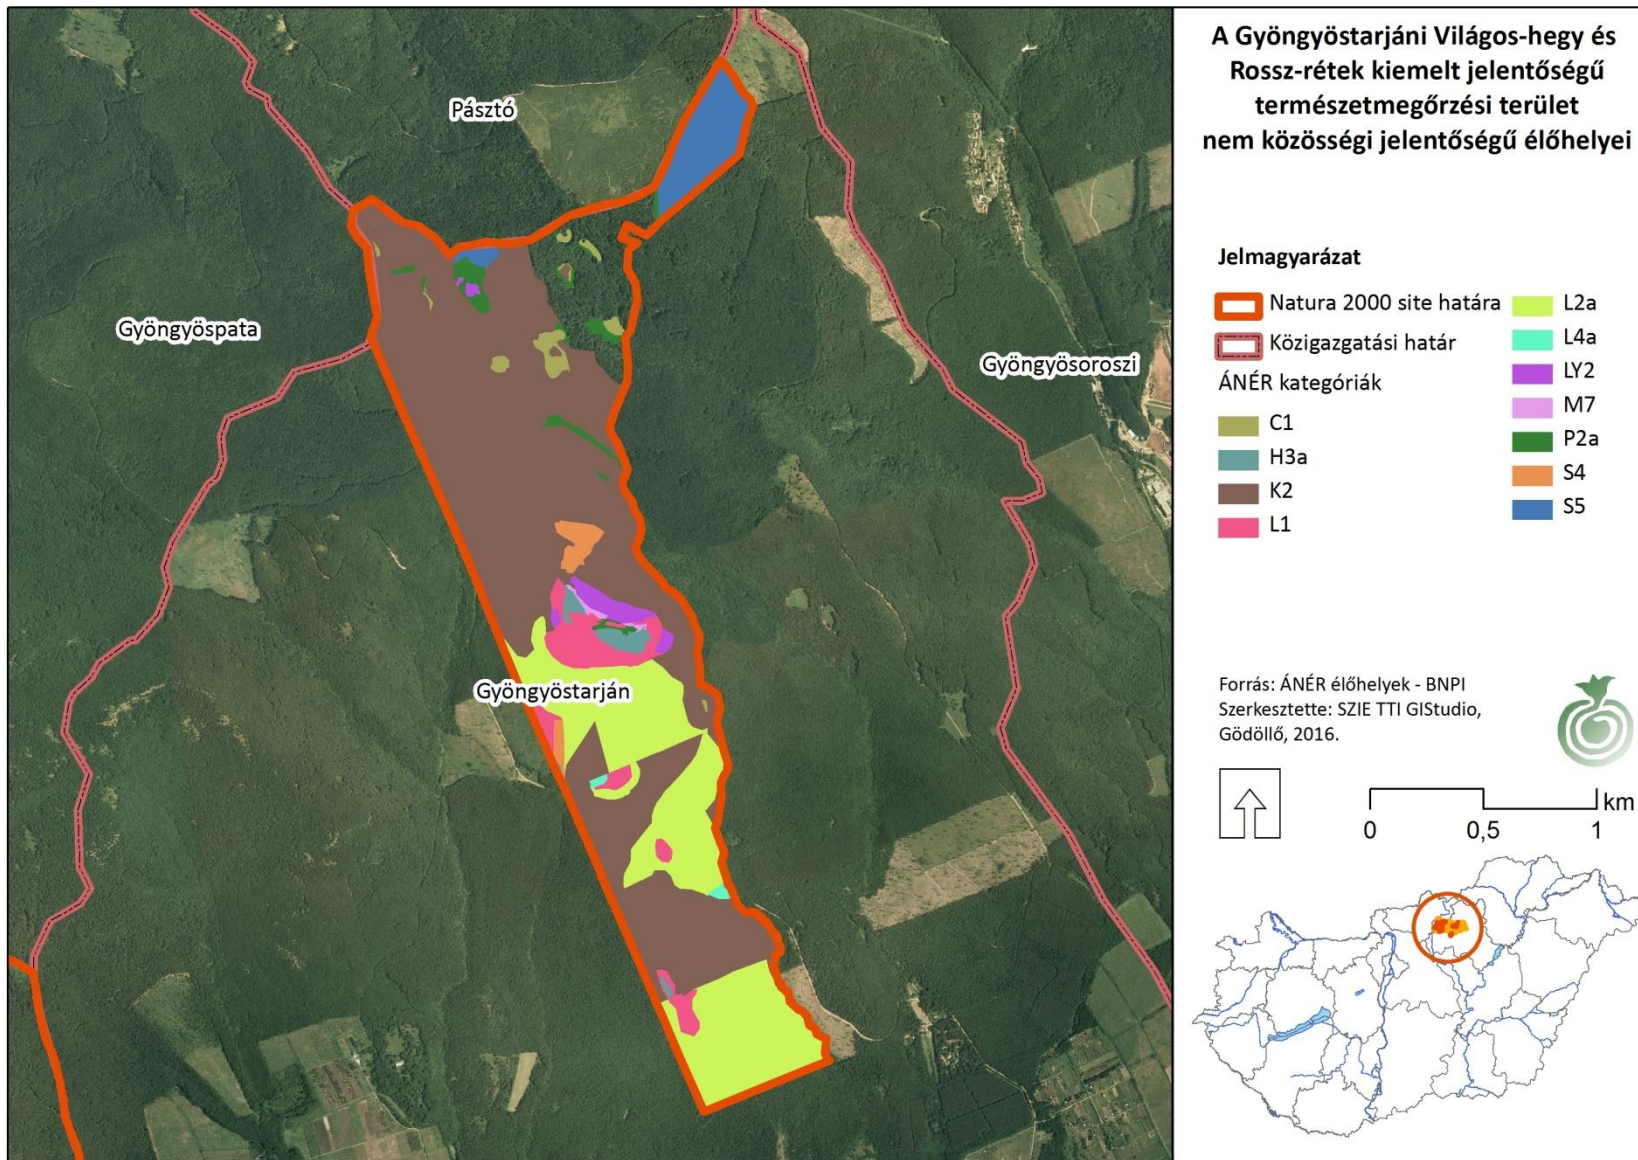 A Gyöngyöstarjáni Világos-hegy és
Rossz-rétek kiemelt jelentőségű
természetmegőrzési terület
nem közösségi jelentőségű élőhelyei
Pásztó
Gyöngyöspata
Gyöngyösoroszi
Gyöngyöstarján
Jelmagyarázat
Natura 2000 site határa
Közigazgatási határ
ÁNÉR kategóriák
C1
H3a
K2
L1
L2a
L4a
LY2
M7
P2a
S4
S5
Forrás: ÁNÉR élőhelyek - BNPI
Szerkesztette: SZIE TTI GIStudio,
Gödöllő, 2016.
km
0 0,5 1